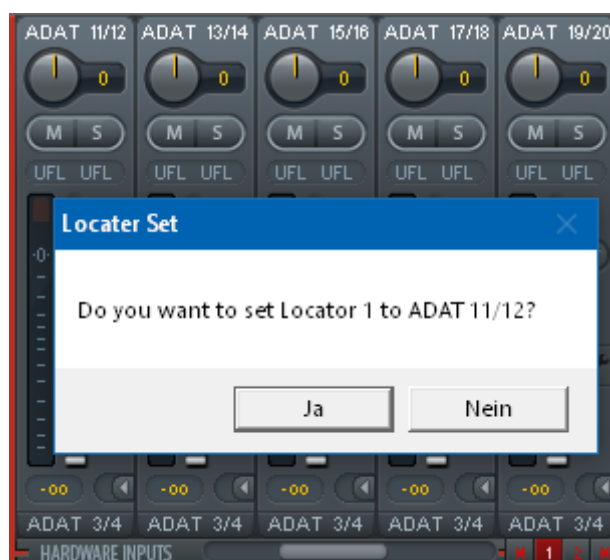 ADAT 11/12 ADAT 13/14 ADAT 15/16 ADAT 17/18 ADAT 19/20
0 0 0 0 0
M S M S M S M S M S
UFL UFL UFL UFL UFL UFL UFL UFL UFL UFL
Locater Set
·0·
Do you want to set Locator 1 to ADAT 11/12?
Ja Nein
-oo -oo -oo -oo -oo
ADAT 3/4 ADAT 3/4 ADAT 3/4 ADAT 3/4 ADAT 3/4
HARDWARE INPUTS 1